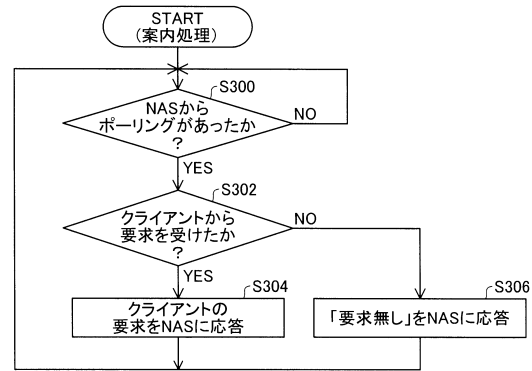 START
(案内処理)
S300
NASから
ポーリングがあったか
?
NO
YES
S302
クライアントから
要求を受けたか
?
NO
YES
S304
クライアントの
要求をNASに応答
S306
「要求無し」をNASに応答